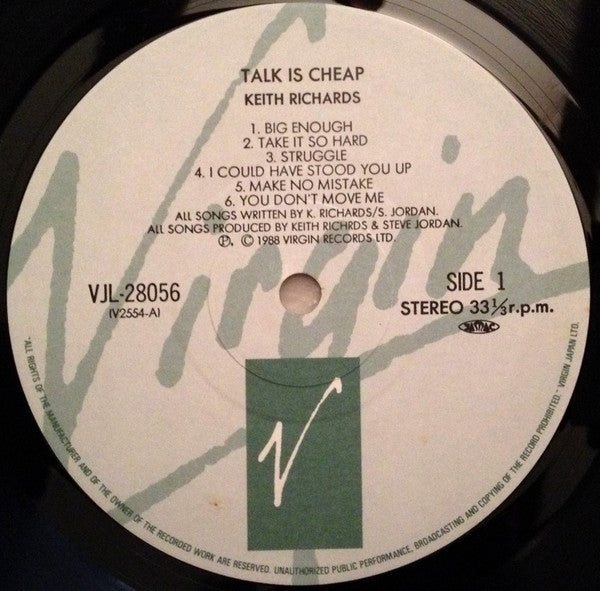 TALK IS CHEAP
KEITH RICHARDS
1. BIG ENOUGH
2. TAKE IT SO HARD
3. STRUGGLE
4. I COULD HAVE STOOD YOU UP
5. MAKE NO MISTAKE
6. YOU DON'T MOVE ME
ALL SONGS WRITTEN BY K. RICHARDS/S. JORDAN.
ALL SONGS PRODUCED BY KEITH RICHRDS & STEVE JORDAN.
Ⓟ. © 1988 VIRGIN RECORDS LTD.
VJL-28056
(V2554-A)
SIDE 1
STEREO 33⅓r.p.m.
JASRAC
Virgin
V
"ALL RIGHTS OF THE MANUFACTURER AND OF THE OWNER OF THE RECORDED WORK ARE RESERVED. UNAUTHORIZED PUBLIC PERFORMANCE, BROADCASTING AND COPYING OF THE RECORD PROHIBITED." VIRGIN JAPAN LTD.